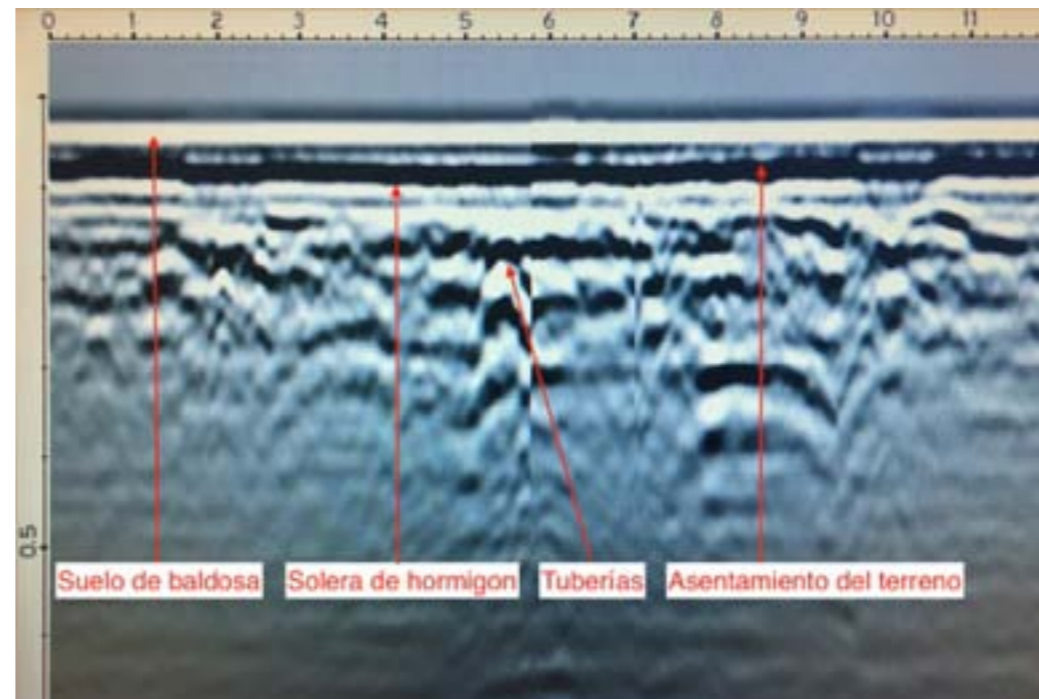 0 1 2 3 4 5 6 7 8 9 10 11
0.5
Suelo de baldosa Solera de hormigon Tuberías Asentamiento del terreno